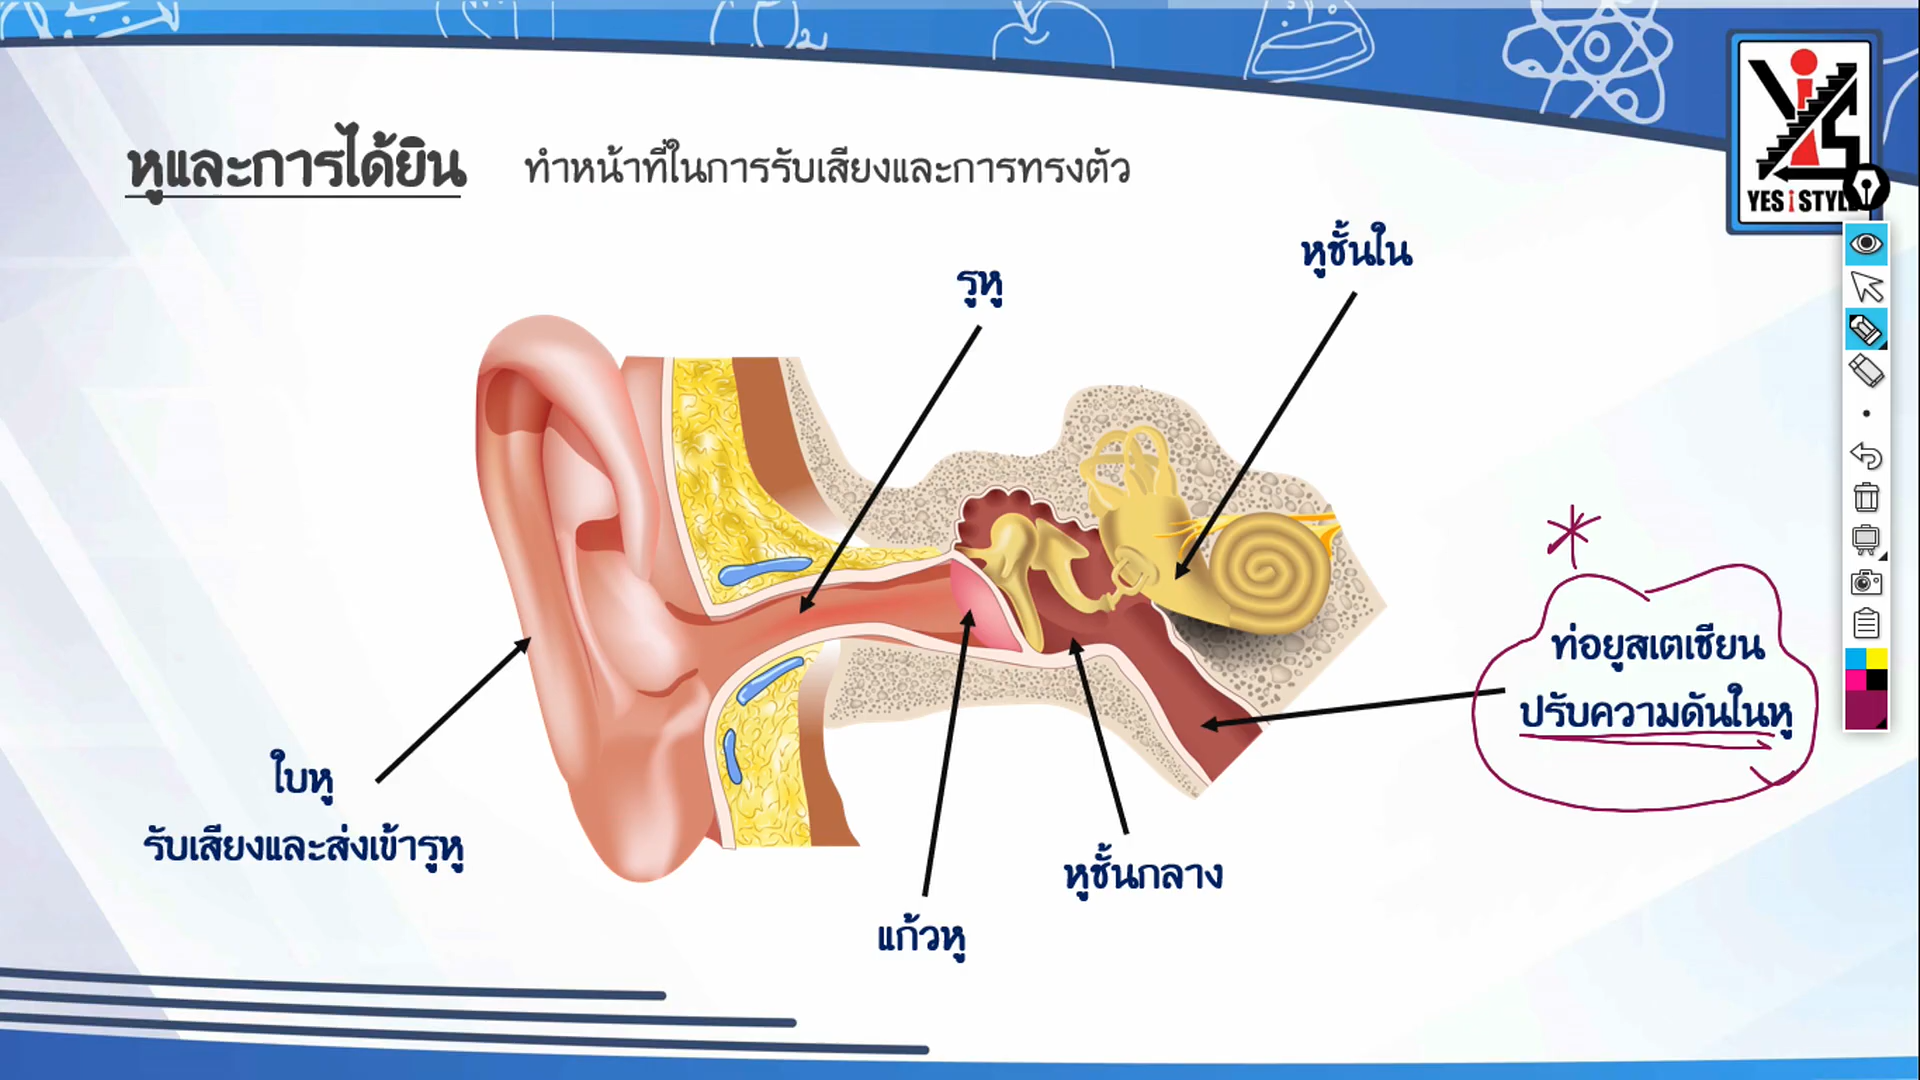 หูและการได้ยิน
ทำหน้าที่ในการรับเสียงและการทรงตัว
YES i STYLE
หูชั้นใน
รูหู
ท่อยูสเตเชียน
ปรับความดันในหู
ใบหู
รับเสียงและส่งเข้ารูหู
หูชั้นกลาง
แก้วหู